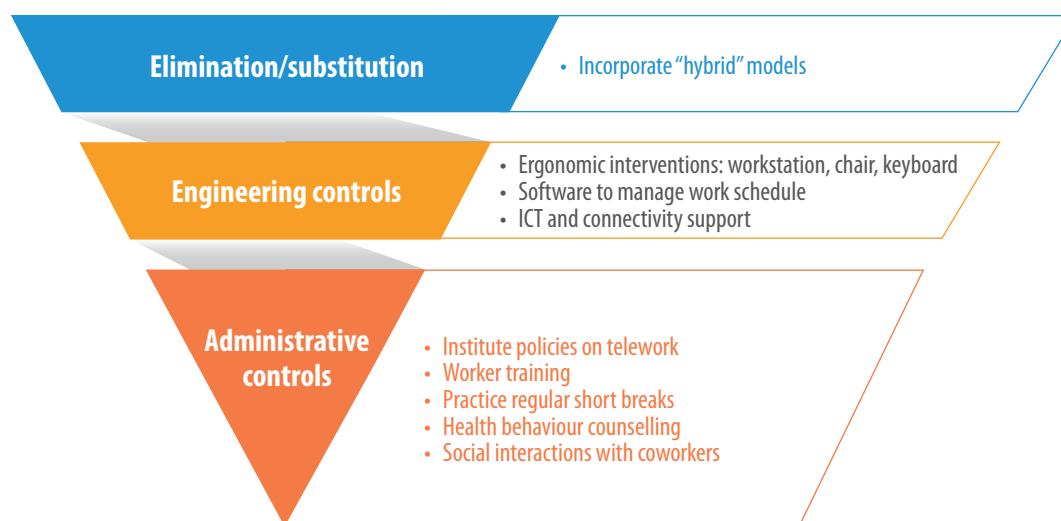 Elimination/substitution
• Incorporate “hybrid” models
Engineering controls
• Ergonomic interventions: workstation, chair, keyboard
• Software to manage work schedule
• ICT and connectivity support
Administrative
controls
• Institute policies on telework
• Worker training
• Practice regular short breaks
• Health behaviour counselling
• Social interactions with coworkers